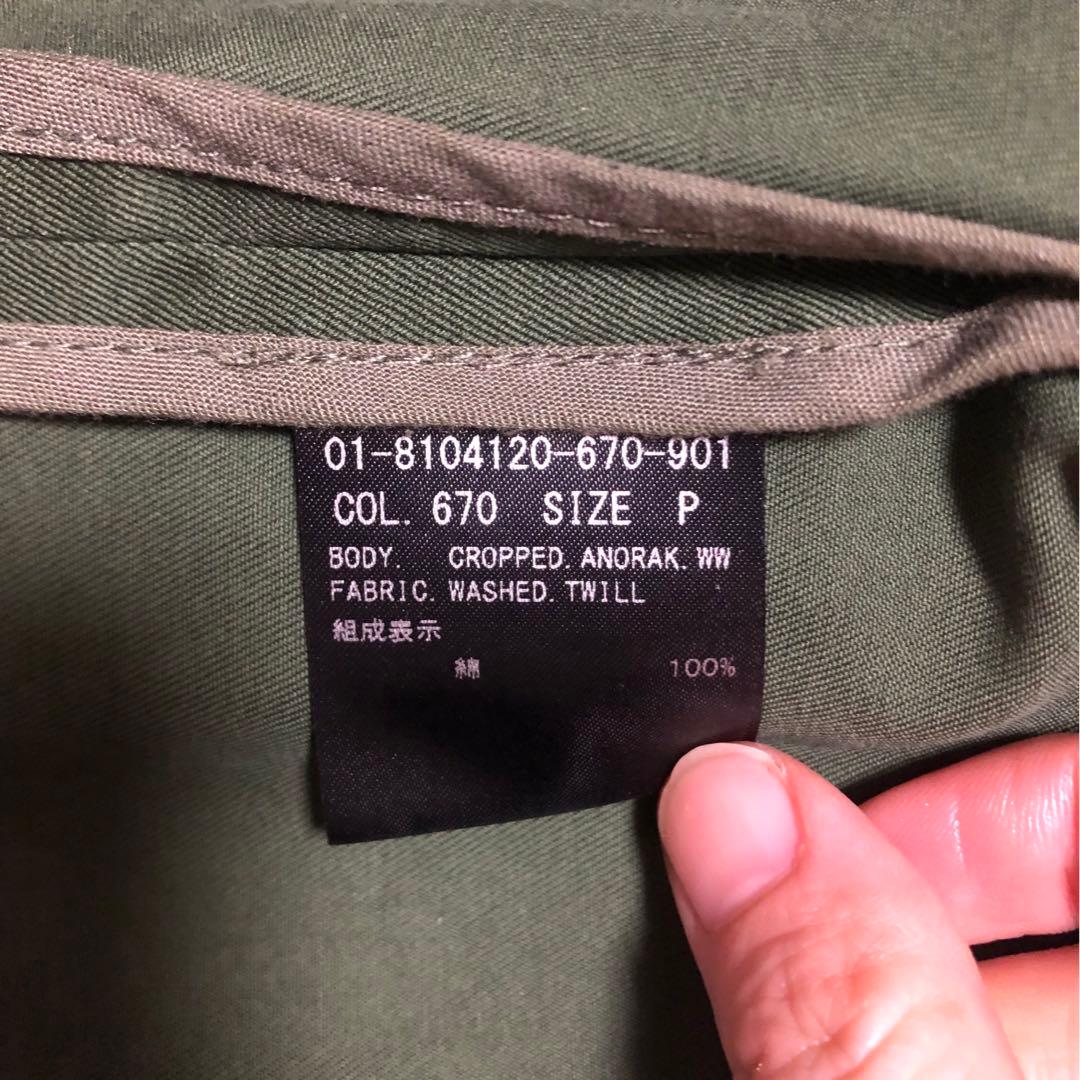 01-8104120-670-901
COL. 670 SIZE P
BODY. CROPPED. ANORAK. WW
FABRIC. WASHED. TWILL
組成表示
綿 100%